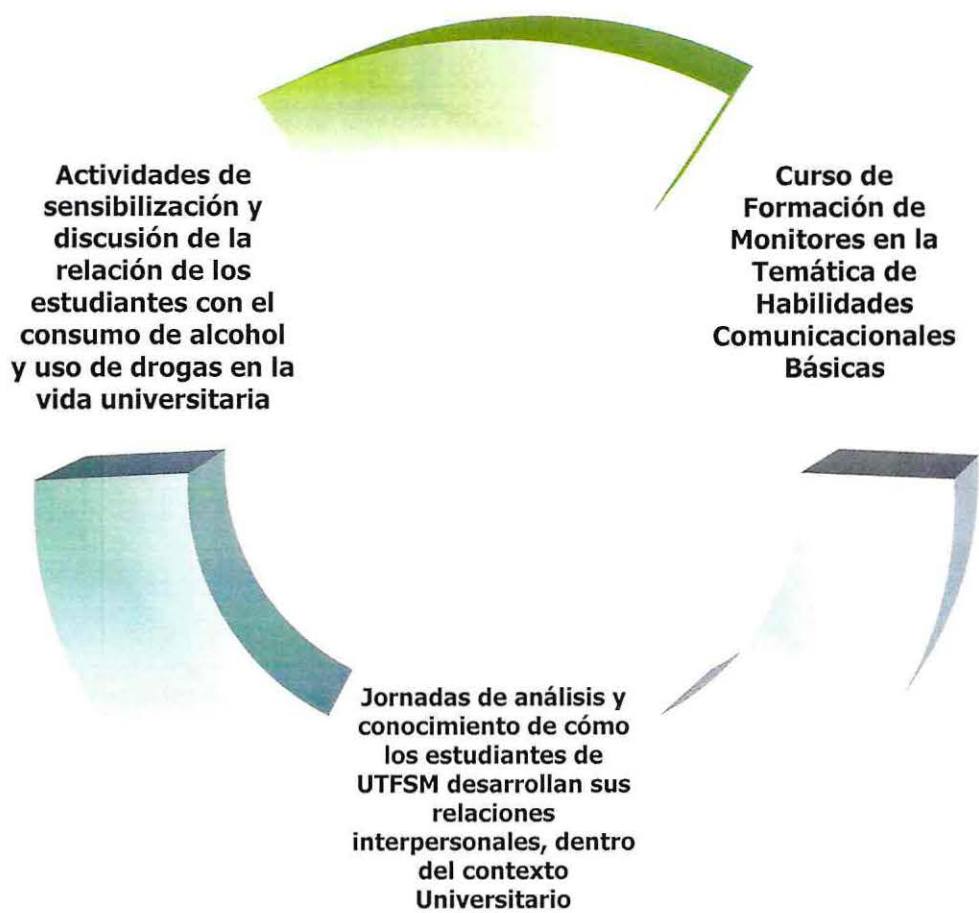 Actividades de
sensibilización y
discusión de la
relación de los
estudiantes con el
consumo de alcohol
y uso de drogas en la
vida universitaria
Curso de
Formación de
Monitores en la
Temática de
Habilidades
Comunicacionales
Básicas
Jornadas de análisis y
conocimiento de cómo
los estudiantes de
UTFSM desarrollan sus
relaciones
interpersonales, dentro
del contexto
Universitario